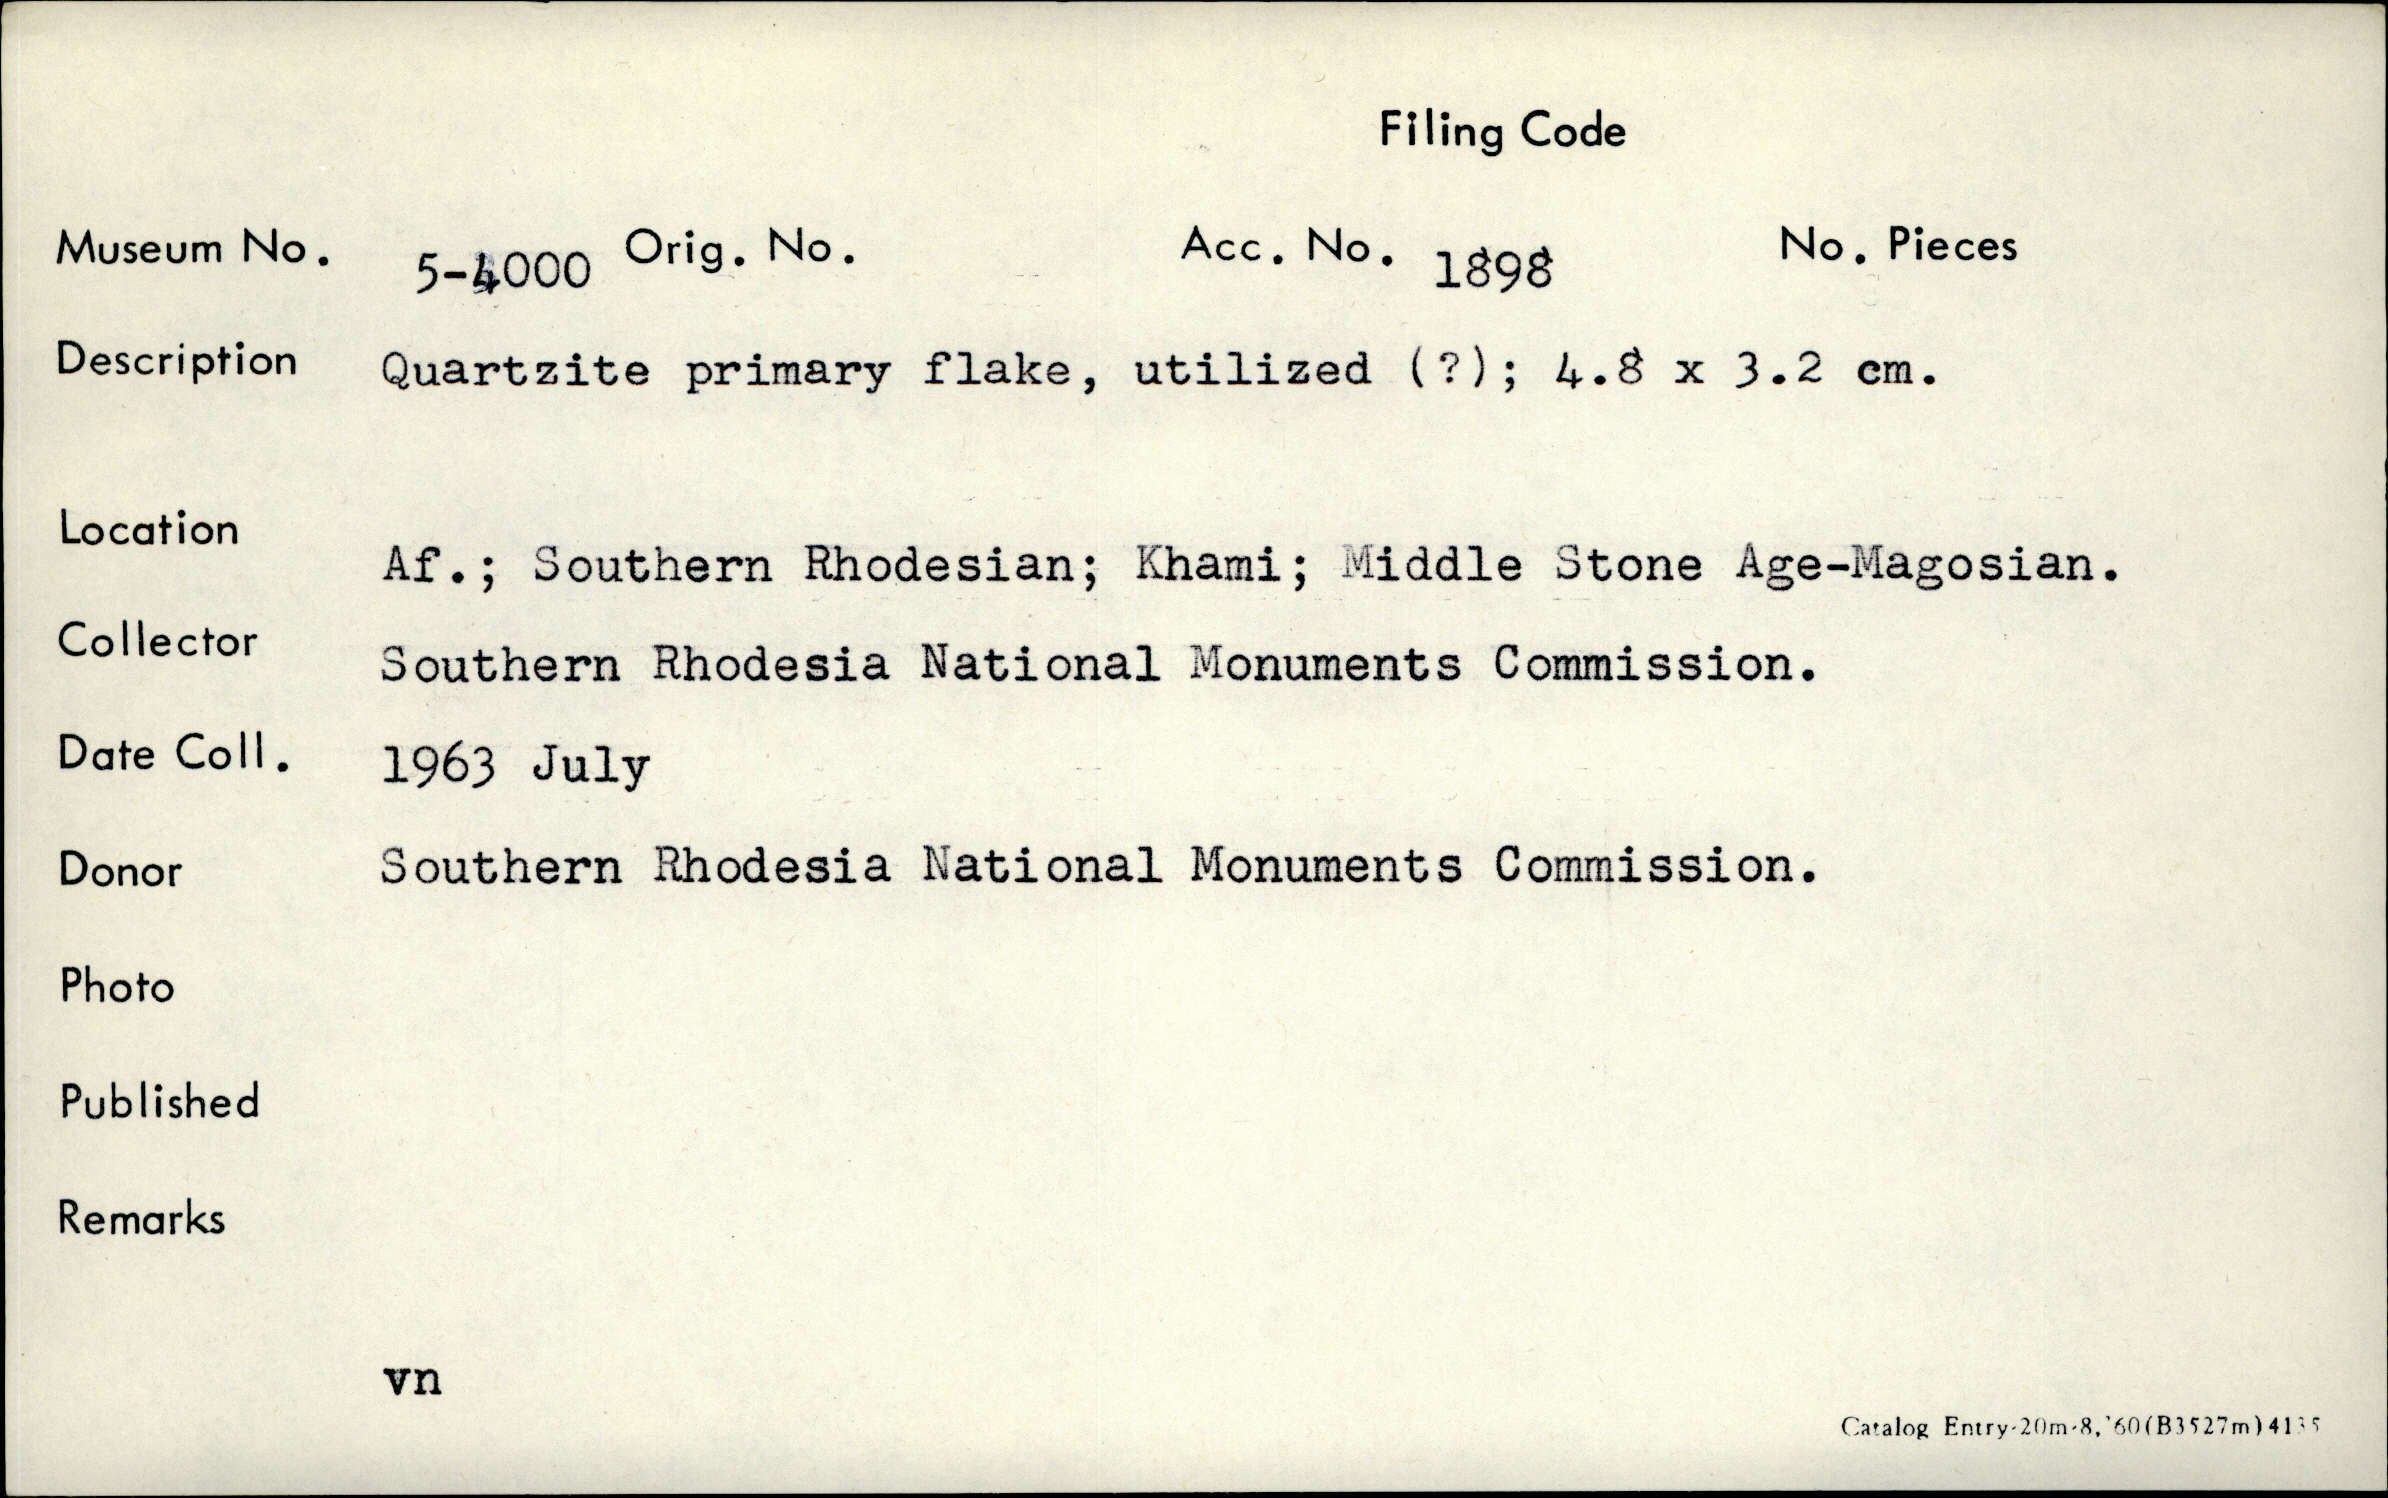 Filing Code
Museum No. 5-4000 Orig. No. Acc. No. 1898 No. Pieces
Description Quartzite primary flake, utilized (?); 4.8 x 3.2 cm.
Location Af.; Southern Rhodesian; Khami; Middle Stone Age-Magosian.
Collector Southern Rhodesia National Monuments Commission.
Date Coll. 1963 July
Donor Southern Rhodesia National Monuments Commission.
Photo
Published
Remarks
vn
Catalog Entry-20m-8,'60(B3527m)4135